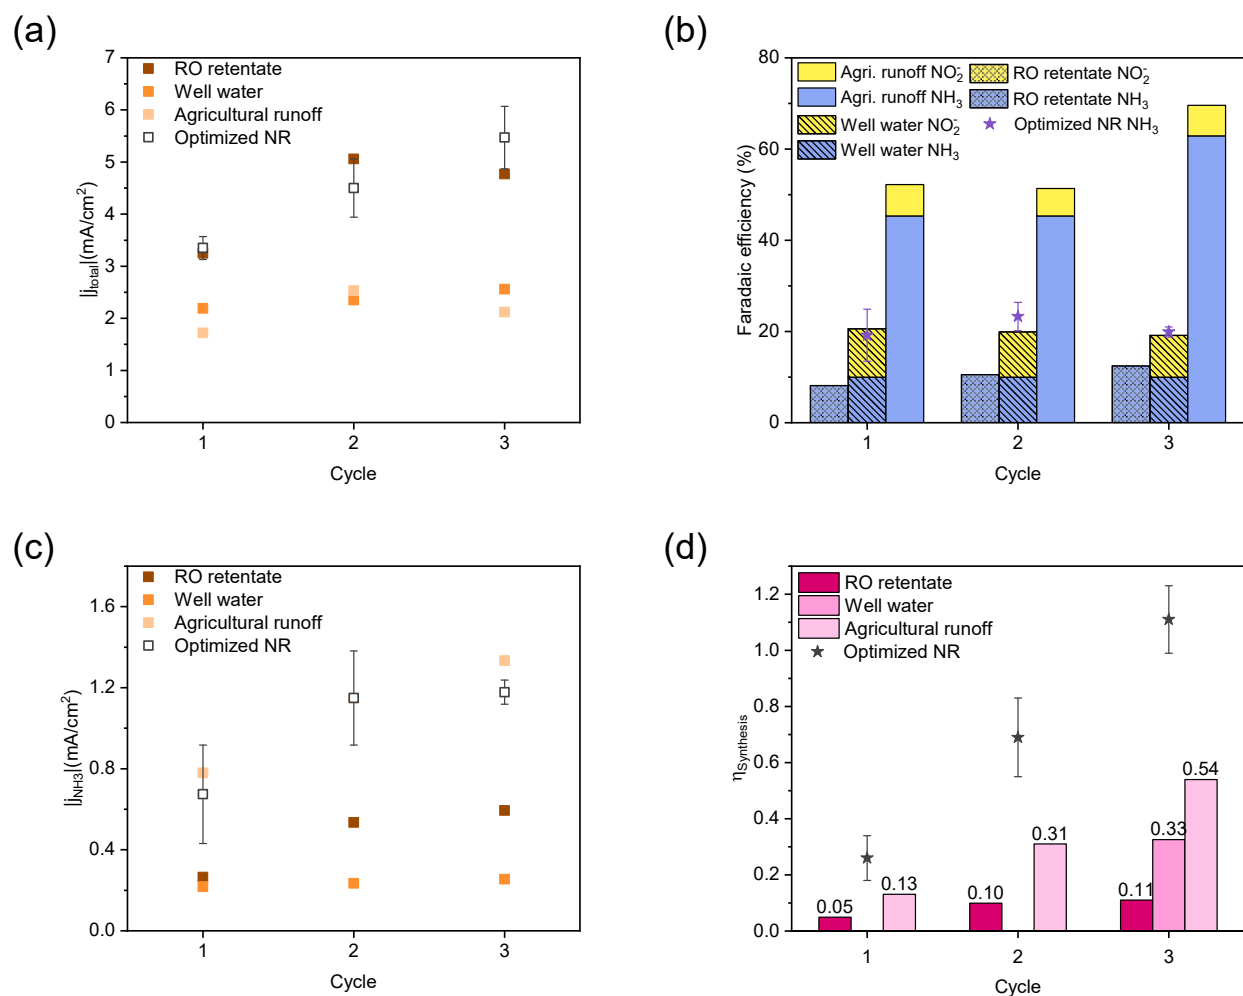 (a)
7
6
5
4
3
2
1
0
|j_total|(mA/cm²)
RO retentate
Well water
Agricultural runoff
Optimized NR
1 2 3
Cycle
(b)
80
60
40
20
0
Faradaic efficiency (%)
Agri. runoff NO₂⁻
Agri. runoff NH₃
Well water NO₂⁻
Well water NH₃
RO retentate NO₂⁻
RO retentate NH₃
Optimized NR NH₃
1 2 3
Cycle
(c)
1.6
1.2
0.8
0.4
0.0
|j_NH3|(mA/cm²)
RO retentate
Well water
Agricultural runoff
Optimized NR
1 2 3
Cycle
(d)
1.2
1.0
0.8
0.6
0.4
0.2
0.0
η_Synthesis
RO retentate
Well water
Agricultural runoff
Optimized NR
0.05 0.13
0.10 0.31
0.11 0.33 0.54
1 2 3
Cycle